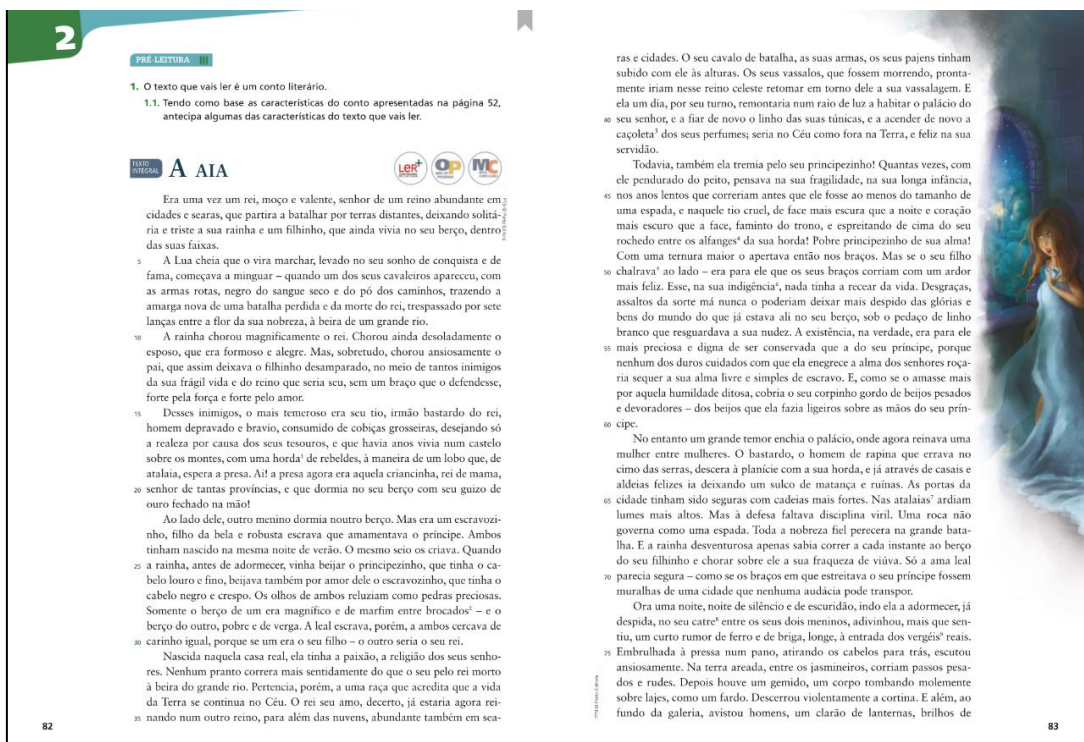 2
PRÉ-LEITURA
1. O texto que vais ler é um conto literário.
1.1. Tendo como base as características do conto apresentadas na página 52,
antecipa algumas das características do texto que vais ler.
TEXTO INTEGRAL A AIA
LER+ OP MC
Era uma vez um rei, moço e valente, senhor de um reino abundante em
cidades e searas, que partira a batalhar por terras distantes, deixando solitá-
ria e triste a sua rainha e um filhinho, que ainda vivia no seu berço, dentro
das suas faixas.
5 A Lua cheia que o vira marchar, levado no seu sonho de conquista e de
fama, começava a minguar – quando um dos seus cavaleiros apareceu, com
as armas rotas, negro do sangue seco e do pó dos caminhos, trazendo a
amarga nova de uma batalha perdida e da morte do rei, trespassado por sete
lanças entre a flor da sua nobreza, à beira de um grande rio.
10 A rainha chorou magnificamente o rei. Chorou ainda desoladamente o
esposo, que era formoso e alegre. Mas, sobretudo, chorou ansiosamente o
pai, que assim deixava o filhinho desamparado, no meio de tantos inimigos
da sua frágil vida e do reino que seria seu, sem um braço que o defendesse,
forte pela força e forte pelo amor.
15 Desses inimigos, o mais temeroso era seu tio, irmão bastardo do rei,
homem depravado e bravio, consumido de cobiças grosseiras, desejando só
a realeza por causa dos seus tesouros, e que havia anos vivia num castelo
sobre os montes, com uma horda¹ de rebeldes, à maneira de um lobo que, de
atalaia, espera a presa. Ai! a presa agora era aquela criancinha, rei de mama,
20 senhor de tantas províncias, e que dormia no seu berço com seu guizo de
ouro fechado na mão!
Ao lado dele, outro menino dormia noutro berço. Mas era um escravozi-
nho, filho da bela e robusta escrava que amamentava o príncipe. Ambos
tinham nascido na mesma noite de verão. O mesmo seio os criava. Quando
25 a rainha, antes de adormecer, vinha beijar o principezinho, que tinha o ca-
belo louro e fino, beijava também por amor dele o escravozinho, que tinha o
cabelo negro e crespo. Os olhos de ambos reluziam como pedras preciosas.
Somente o berço de um era magnífico e de marfim entre brocados² – e o
berço do outro, pobre e de verga. A leal escrava, porém, a ambos cercava de
30 carinho igual, porque se um era o seu filho – o outro seria o seu rei.
Nascida naquela casa real, ela tinha a paixão, a religião dos seus senho-
res. Nenhum pranto correra mais sentidamente do que o seu pelo rei morto
à beira do grande rio. Pertencia, porém, a uma raça que acredita que a vida
da Terra se continua no Céu. O rei seu amo, decerto, já estaria agora rei-
35 nando num outro reino, para além das nuvens, abundante também em sea-
82
ras e cidades. O seu cavalo de batalha, as suas armas, os seus pajens tinham
subido com ele às alturas. Os seus vassalos, que fossem morrendo, pronta-
mente iriam nesse reino celeste retomar em torno dele a sua vassalagem. E
ela um dia, por seu turno, remontaria num raio de luz a habitar o palácio do
40 seu senhor, e a fiar de novo o linho das suas túnicas, e a acender de novo a
caçoleta³ dos seus perfumes; seria no Céu como fora na Terra, e feliz na sua
servidão.
Todavia, também ela tremia pelo seu principezinho! Quantas vezes, com
ele pendurado do peito, pensava na sua fragilidade, na sua longa infância,
45 nos anos lentos que correriam antes que ele fosse ao menos do tamanho de
uma espada, e naquele tio cruel, de face mais escura que a noite e coração
mais escuro que a face, faminto do trono, e espreitando de cima do seu
rochedo entre os alfanges⁴ da sua horda! Pobre principezinho de sua alma!
Com uma ternura maior o apertava então nos braços. Mas se o seu filho
50 chalrava⁵ ao lado – era para ele que os seus braços corriam com um ardor
mais feliz. Esse, na sua indigência⁶, nada tinha a recear da vida. Desgraças,
assaltos da sorte má nunca o poderiam deixar mais despido das glórias e
bens do mundo do que já estava ali no seu berço, sob o pedaço de linho
branco que resguardava a sua nudez. A existência, na verdade, era para ele
55 mais preciosa e digna de ser conservada que a do seu príncipe, porque
nenhum dos duros cuidados com que ela enegrece a alma dos senhores roça-
ria sequer a sua alma livre e simples de escravo. E, como se o amasse mais
por aquela humildade ditosa, cobria o seu corpinho gordo de beijos pesados
e devoradores – dos beijos que ela fazia ligeiros sobre as mãos do seu prín-
60 cipe.
No entanto um grande temor enchia o palácio, onde agora reinava uma
mulher entre mulheres. O bastardo, o homem de rapina que errava no
cimo das serras, descera à planície com a sua horda, e já através de casais e
aldeias felizes ia deixando um sulco de matança e ruínas. As portas da
65 cidade tinham sido seguras com cadeias mais fortes. Nas atalaias⁷ ardiam
lumes mais altos. Mas à defesa faltava disciplina viril. Uma roca não
governa como uma espada. Toda a nobreza fiel perecera na grande bata-
lha. E a rainha desventurosa apenas sabia correr a cada instante ao berço
do seu filhinho e chorar sobre ele a sua fraqueza de viúva. Só a ama leal
70 parecia segura – como se os braços em que estreitava o seu príncipe fossem
muralhas de uma cidade que nenhuma audácia pode transpor.
Ora uma noite, noite de silêncio e de escuridão, indo ela a adormecer, já
despida, no seu catre⁸ entre os seus dois meninos, adivinhou, mais que sen-
tiu, um curto rumor de ferro e de briga, longe, à entrada dos vergéis⁹ reais.
75 Embrulhada à pressa num pano, atirando os cabelos para trás, escutou
ansiosamente. Na terra areada, entre os jasmineiros, corriam passos pesa-
dos e rudes. Depois houve um gemido, um corpo tombando molemente
sobre lajes, como um fardo. Descerrou violentamente a cortina. E além, ao
fundo da galeria, avistou homens, um clarão de lanternas, brilhos de
83